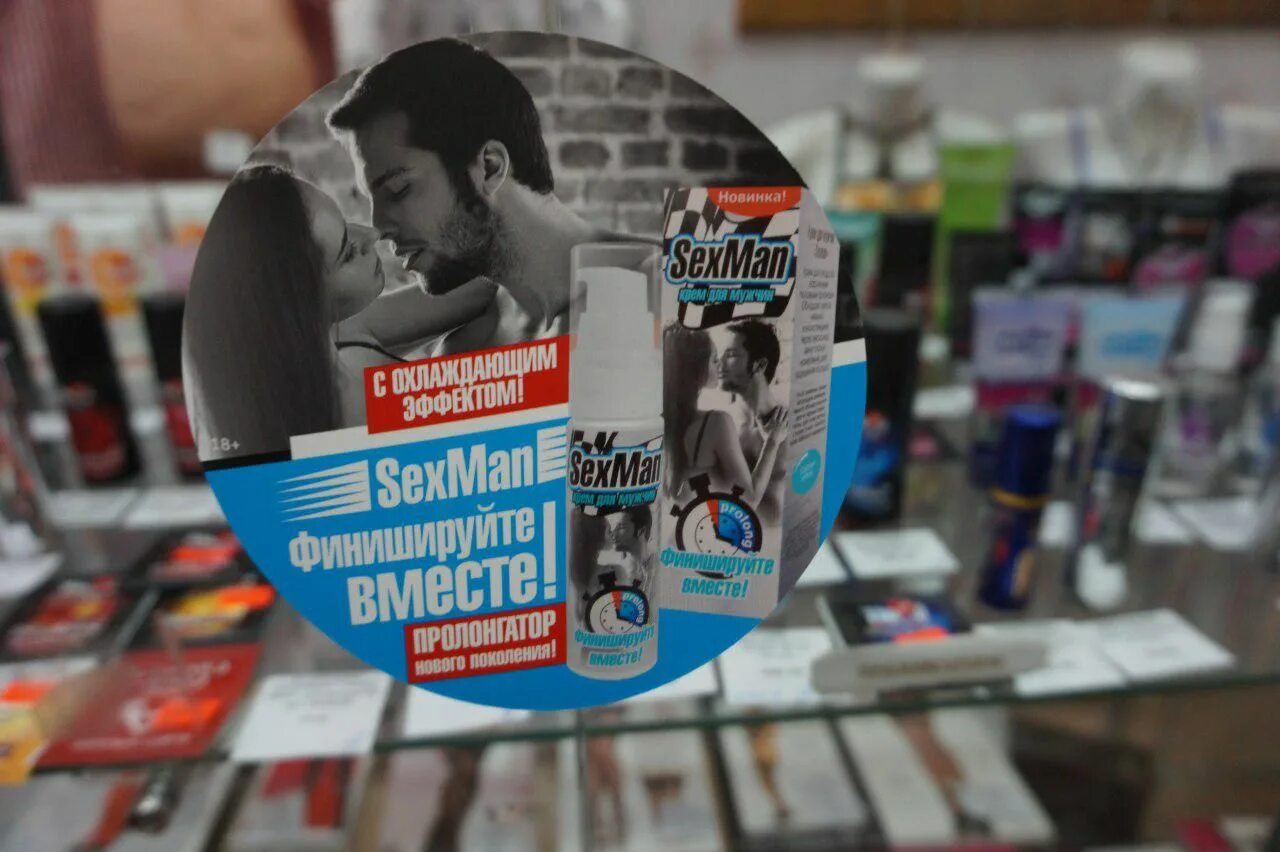 Новинка!
SexMan
крем для мужчин
С ОХЛАЖДАЮЩИМ
ЭФФЕКТОМ!
18+
SexMan
Финишируйте
вместе!
ПРОЛОНГАТОР
нового поколения!
SexMan
крем для мужчин
prolong
Финишируйте
вместе!
prolong
Финишируйте
вместе!